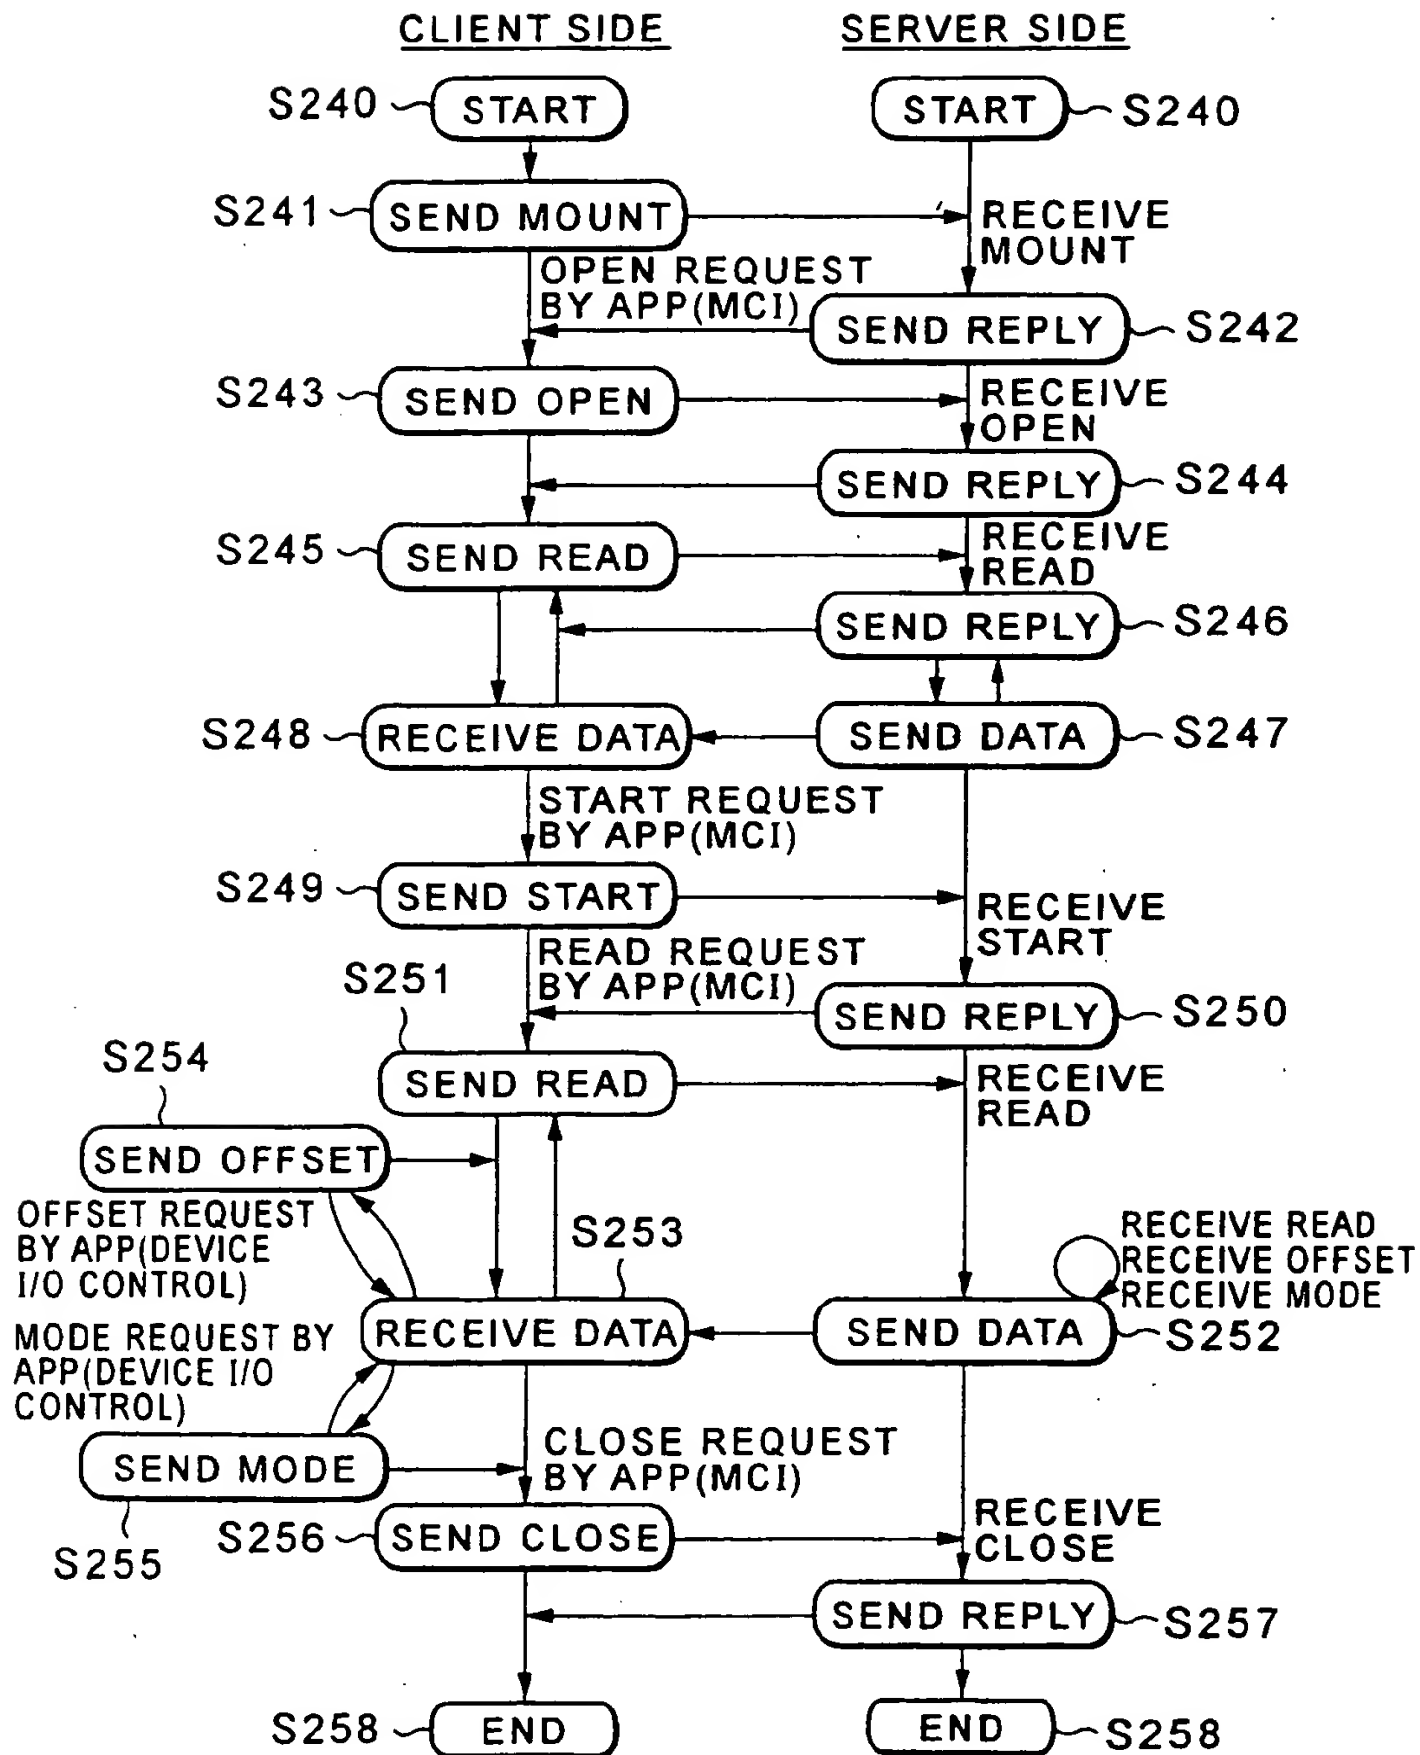 CLIENT SIDE
SERVER SIDE
S240
START
START
S240
S241
SEND MOUNT
RECEIVE
MOUNT
OPEN REQUEST
BY APP(MCI)
SEND REPLY
S242
S243
SEND OPEN
RECEIVE
OPEN
SEND REPLY
S244
S245
SEND READ
RECEIVE
READ
SEND REPLY
S246
S248
RECEIVE DATA
SEND DATA
S247
START REQUEST
BY APP(MCI)
S249
SEND START
RECEIVE
START
READ REQUEST
BY APP(MCI)
S251
SEND REPLY
S250
S254
SEND READ
RECEIVE
READ
SEND OFFSET
OFFSET REQUEST
BY APP(DEVICE
I/O CONTROL)
S253
RECEIVE READ
RECEIVE OFFSET
RECEIVE MODE
RECEIVE DATA
SEND DATA
S252
MODE REQUEST BY
APP(DEVICE I/O
CONTROL)
SEND MODE
S255
CLOSE REQUEST
BY APP(MCI)
S256
SEND CLOSE
RECEIVE
CLOSE
SEND REPLY
S257
S258
END
END
S258